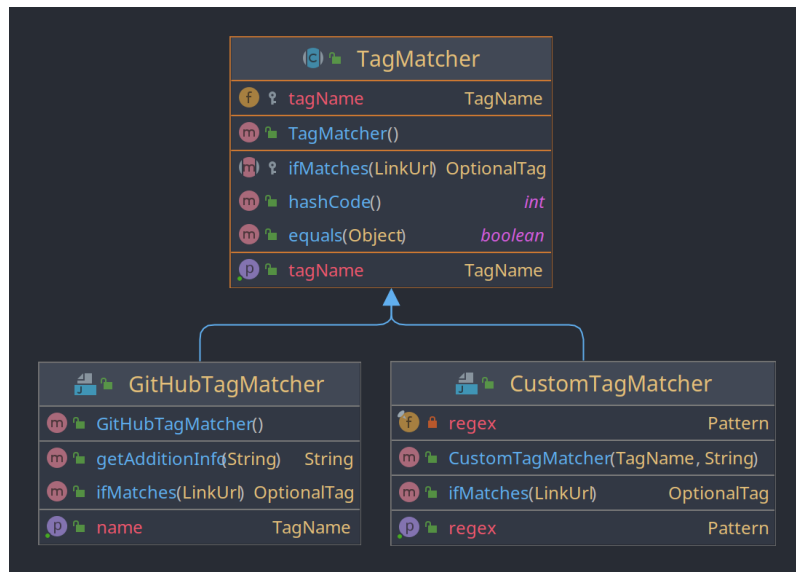 TagMatcher
tagName TagName
TagMatcher()
ifMatches(LinkUrl) OptionalTag
hashCode() int
equals(Object) boolean
tagName TagName
GitHubTagMatcher
GitHubTagMatcher()
getAdditionInfo(String) String
ifMatches(LinkUrl) OptionalTag
name TagName
CustomTagMatcher
regex Pattern
CustomTagMatcher(TagName, String)
ifMatches(LinkUrl) OptionalTag
regex Pattern